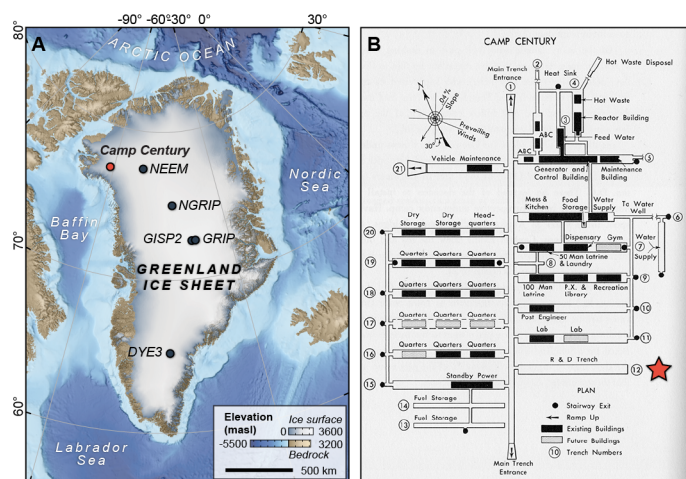 -90° -60° -30° 0° 30°
80°
A
ARCTIC OCEAN
Camp Century
NEEM
NGRIP
GISP2
GRIP
Nordic
Sea
Baffin
Bay
70°
GREENLAND
ICE SHEET
DYE3
60°
Labrador
Sea
Elevation
(masl)
Ice surface
0 3600
-5500 3200
Bedrock
500 km
B
CAMP CENTURY
Main Trench
Entrance
1
2
Heat Sink
4
Hot Waste Disposal
Hot Waste
3
Reactor Building
Feed Water
ABC
ABC
5
Generator and
Control Building
Maintenance
Building
.04%
Slope
Prevailing
Winds
30°
21
Vehicle Maintenance
Mess &
Kitchen
Food
Storage
Water
Supply
To Water
Well
6
Water
7
Supply
Dispensary
Gym
50 Man Latrine
& Laundry
8
9
100 Man
Latrine
P.X. &
Library
Recreation
10
Post Engineer
Lab
Lab
11
R & D Trench
12
Dry
Storage
Dry
Storage
Head-
quarters
20
Quarters Quarters Quarters
19
Quarters Quarters Quarters
18
Quarters Quarters Quarters
17
Quarters Quarters Quarters
16
Standby Power
15
Fuel Storage
14
Fuel Storage
13
Main Trench
Entrance
PLAN
Stairway Exit
Ramp Up
Existing Buildings
Future Buildings
10 Trench Numbers